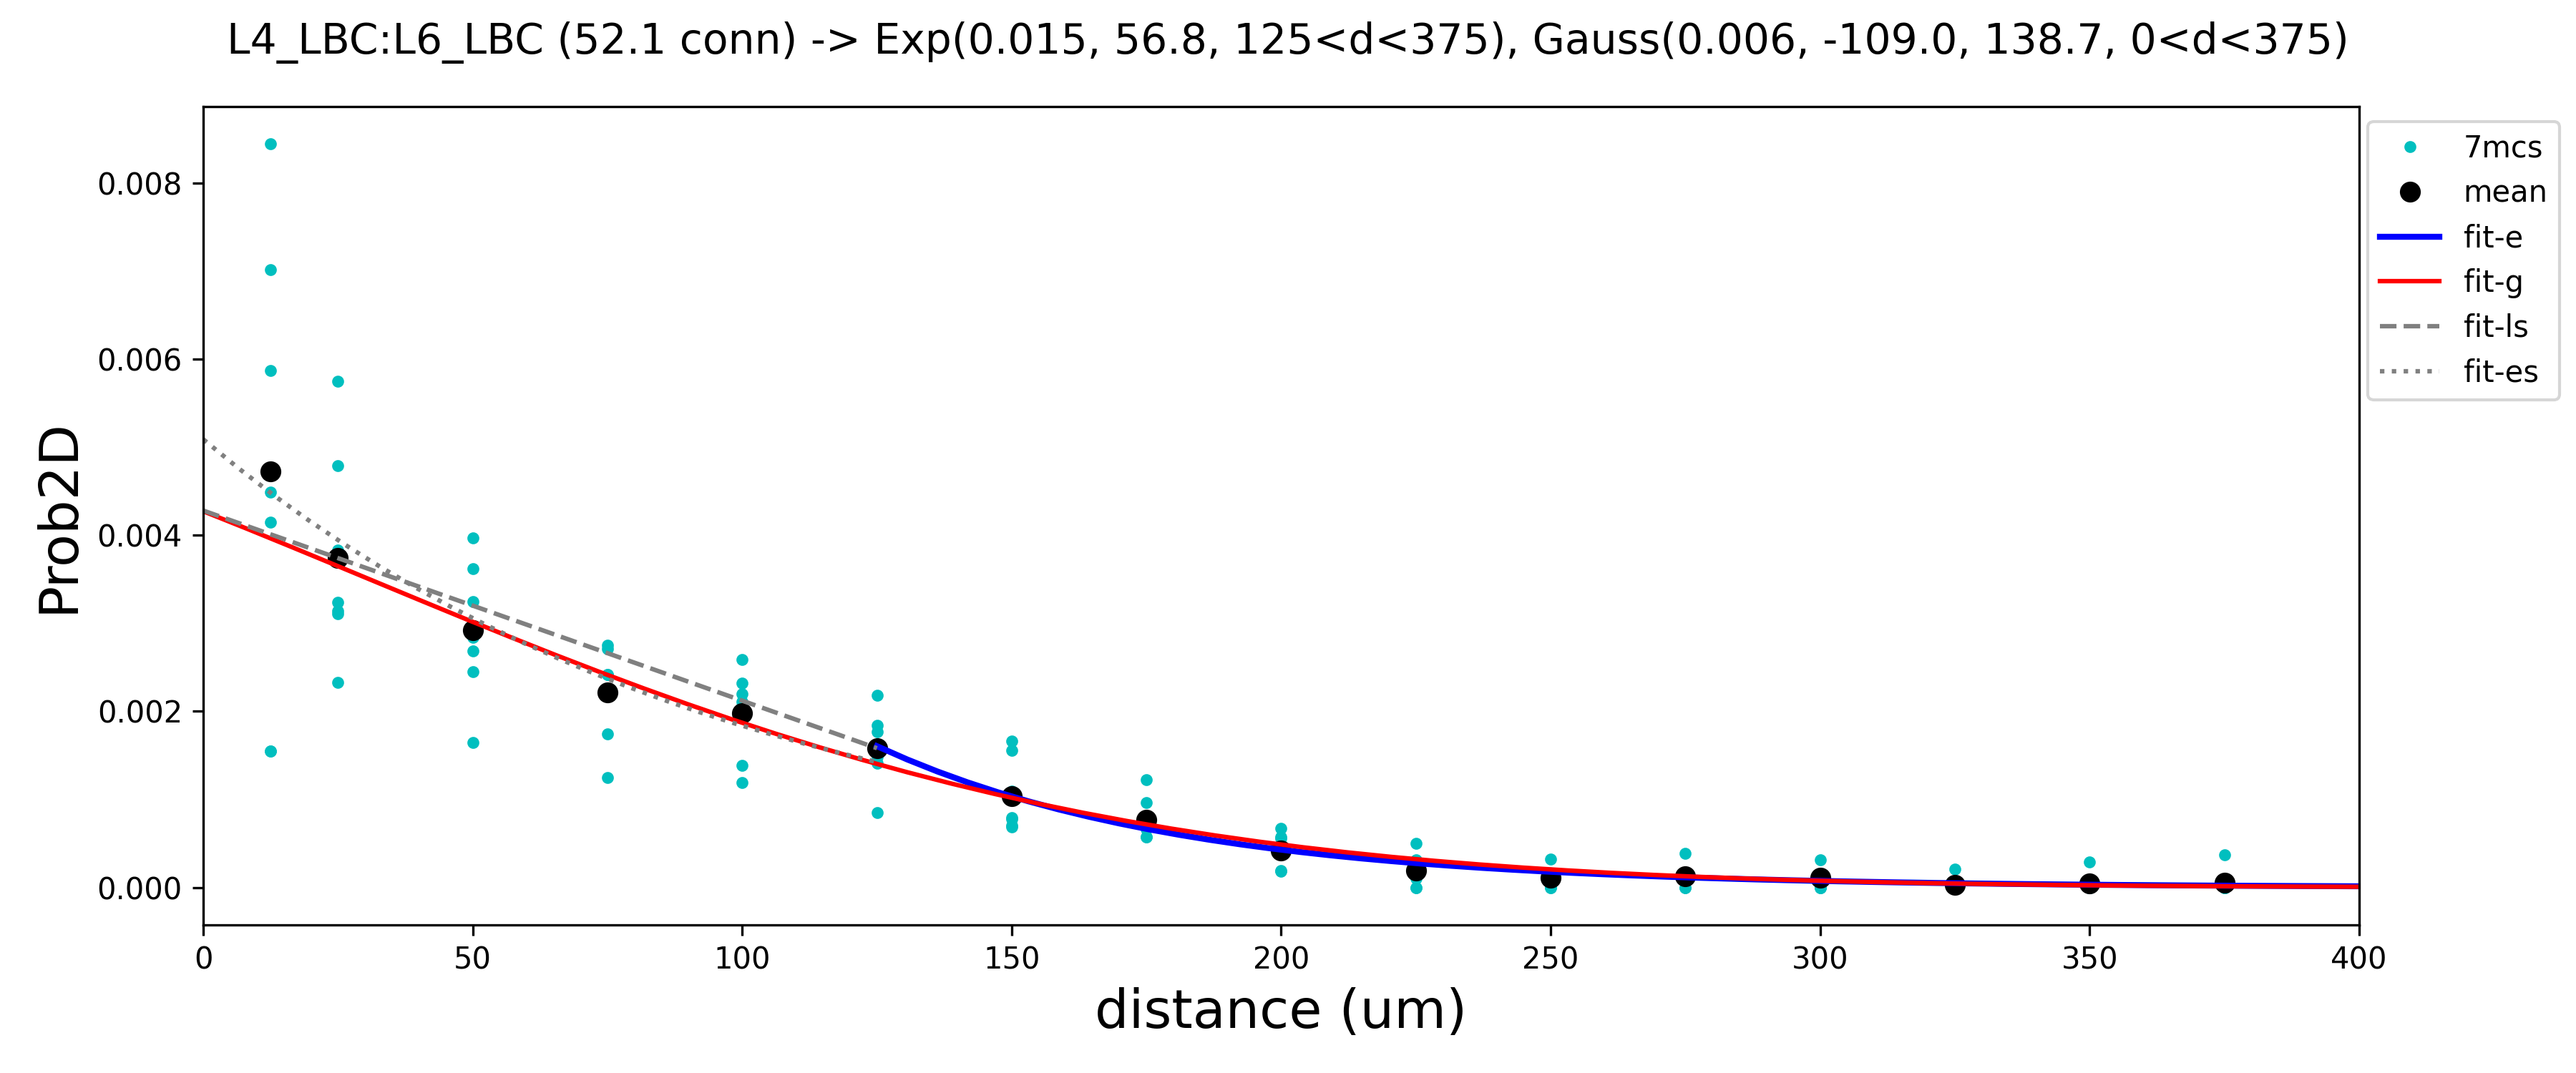 L4_LBC:L6_LBC (52.1 conn) -> Exp(0.015, 56.8, 125<d<375), Gauss(0.006, -109.0, 138.7, 0<d<375)
7mcs
mean
fit-e
fit-g
fit-ls
fit-es
Prob2D
0.008
0.006
0.004
0.002
0.000
0
50
100
150
200
250
300
350
400
distance (um)